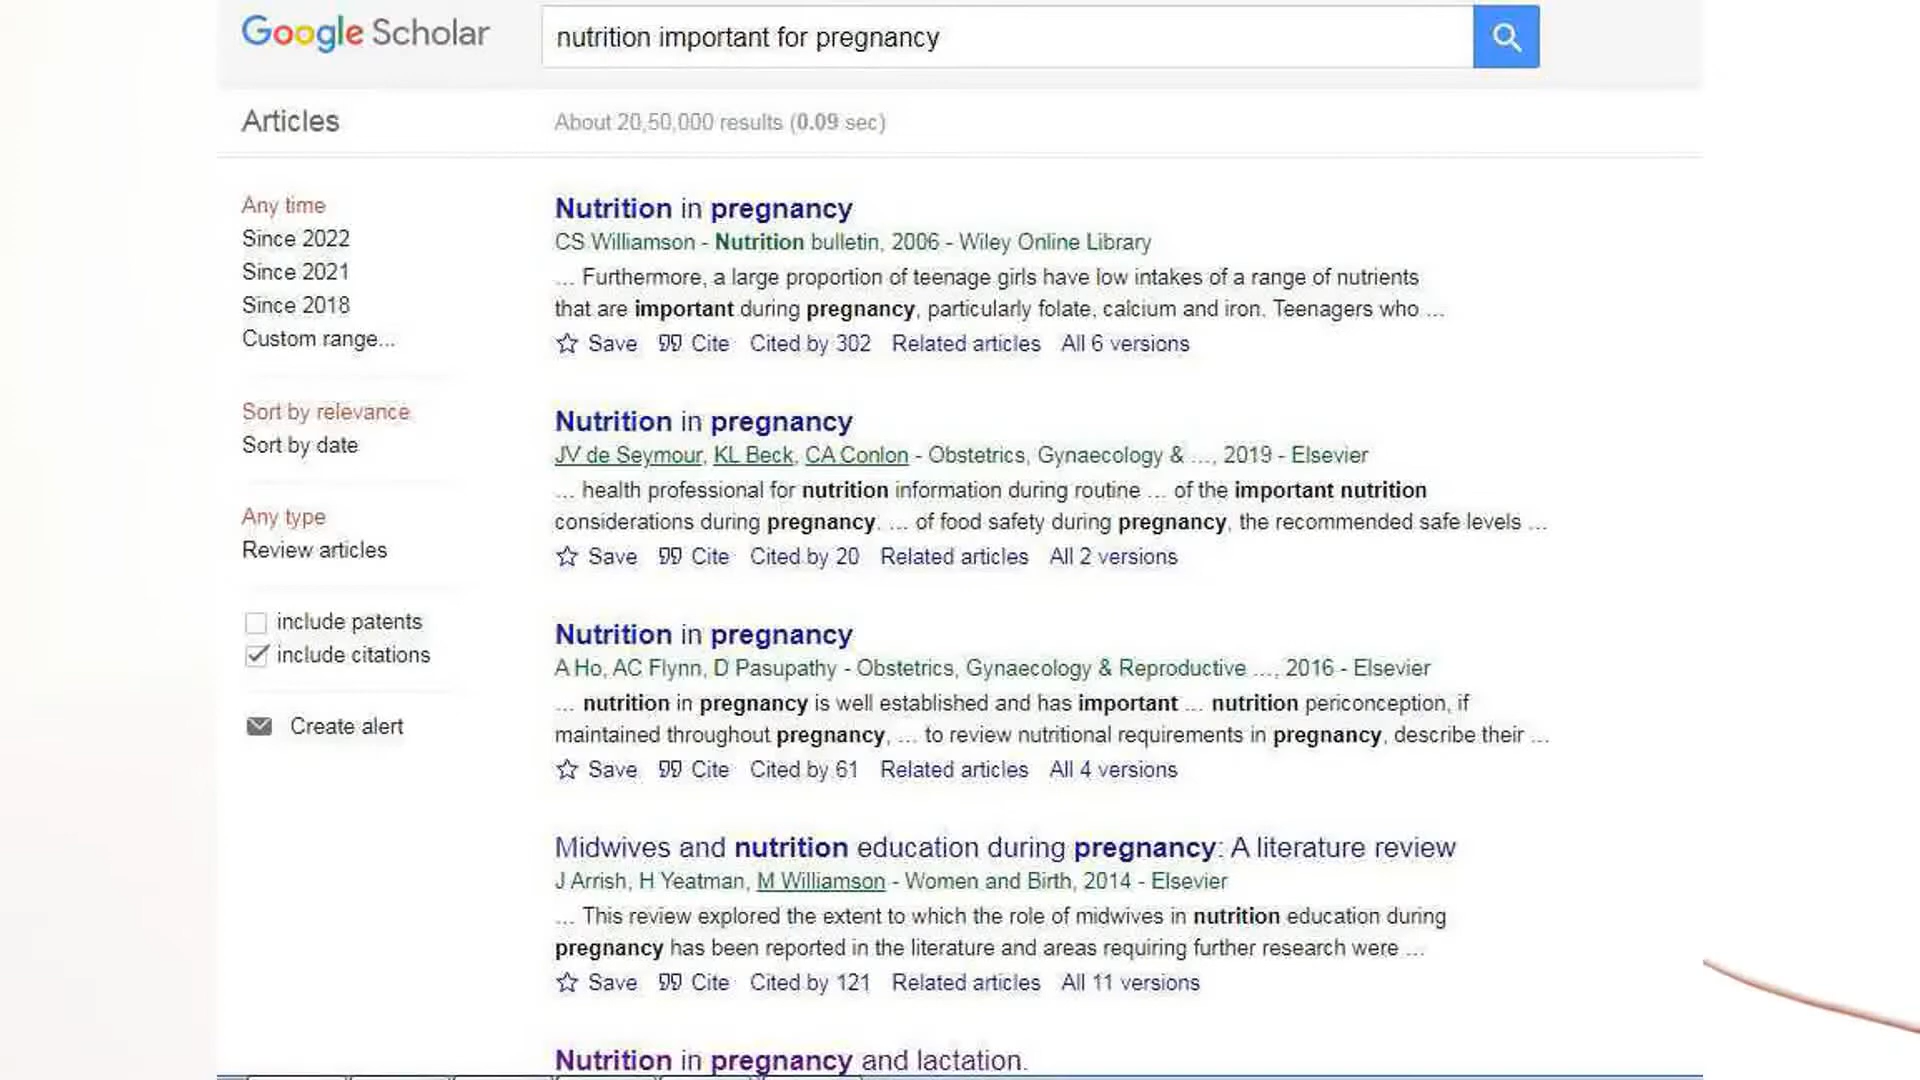 Google Scholar
nutrition important for pregnancy
Articles
About 20,50,000 results (0.09 sec)
Any time
Since 2022
Since 2021
Since 2018
Custom range...
Sort by relevance
Sort by date
Any type
Review articles
include patents
include citations
Create alert
Nutrition in pregnancy
CS Williamson - Nutrition bulletin, 2006 - Wiley Online Library
... Furthermore, a large proportion of teenage girls have low intakes of a range of nutrients
that are important during pregnancy, particularly folate, calcium and iron. Teenagers who ...
Save Cite Cited by 302 Related articles All 6 versions
Nutrition in pregnancy
JV de Seymour, KL Beck, CA Conlon - Obstetrics, Gynaecology & ..., 2019 - Elsevier
... health professional for nutrition information during routine ... of the important nutrition
considerations during pregnancy. ... of food safety during pregnancy, the recommended safe levels ...
Save Cite Cited by 20 Related articles All 2 versions
Nutrition in pregnancy
A Ho, AC Flynn, D Pasupathy - Obstetrics, Gynaecology & Reproductive ..., 2016 - Elsevier
... nutrition in pregnancy is well established and has important ... nutrition periconception, if
maintained throughout pregnancy, ... to review nutritional requirements in pregnancy, describe their ...
Save Cite Cited by 61 Related articles All 4 versions
Midwives and nutrition education during pregnancy: A literature review
J Arrish, H Yeatman, M Williamson - Women and Birth, 2014 - Elsevier
... This review explored the extent to which the role of midwives in nutrition education during
pregnancy has been reported in the literature and areas requiring further research were ...
Save Cite Cited by 121 Related articles All 11 versions
Nutrition in pregnancy and lactation.